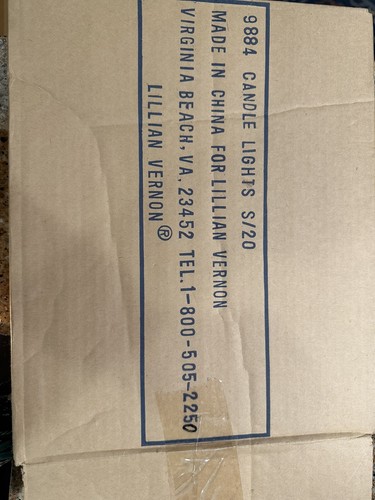 9884 CANDLE LIGHTS S/20
MADE IN CHINA FOR LILLIAN VERNON
VIRGINIA BEACH, VA. 23452 TEL.1-800-505-2250
LILLIAN VERNON®